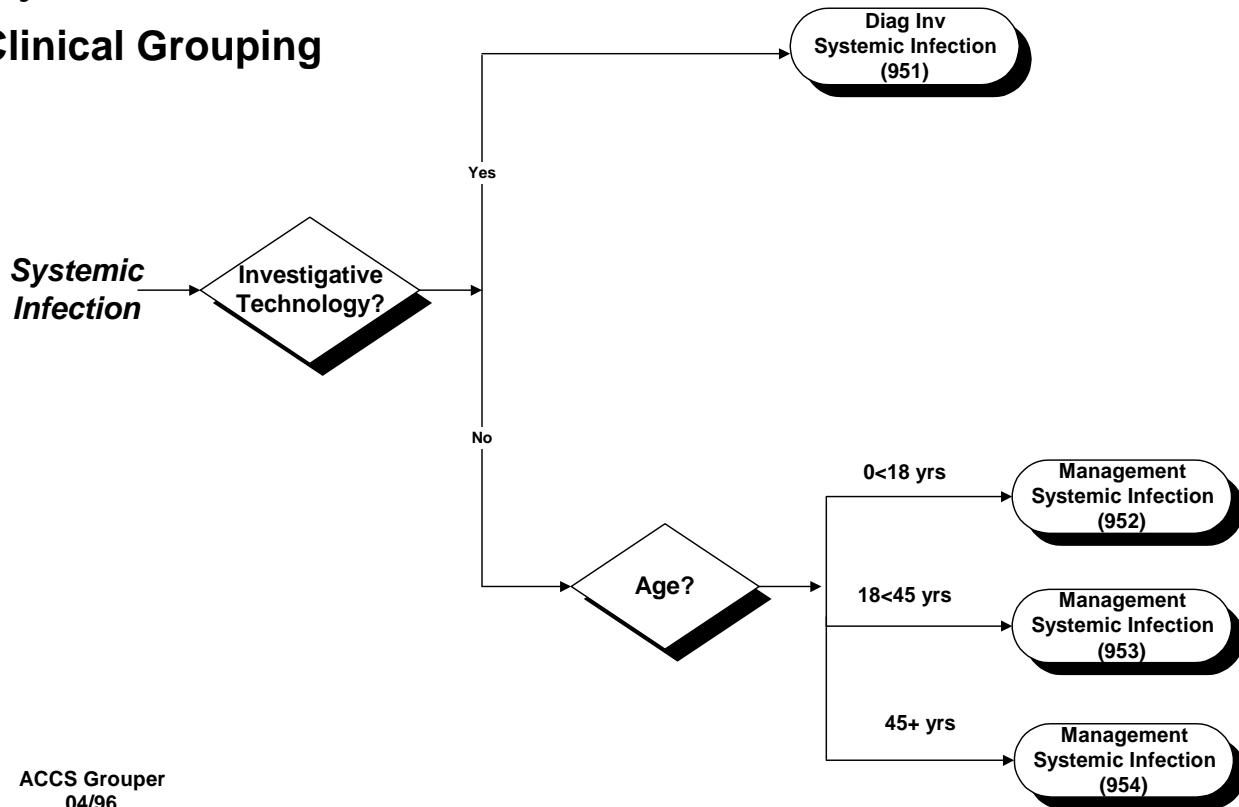 Clinical Grouping
Diag Inv
Systemic Infection
(951)
Yes
Systemic
Infection
Investigative
Technology?
No
0<18 yrs
Management
Systemic Infection
(952)
Age?
18<45 yrs
Management
Systemic Infection
(953)
45+ yrs
Management
Systemic Infection
(954)
ACCS Grouper
04/96